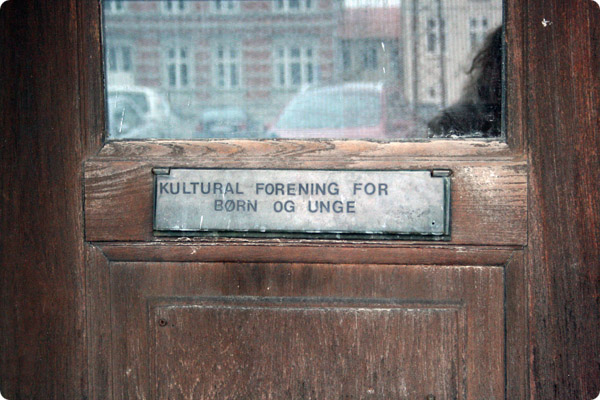 KULTURAL FORENING FOR
BØRN OG UNGE